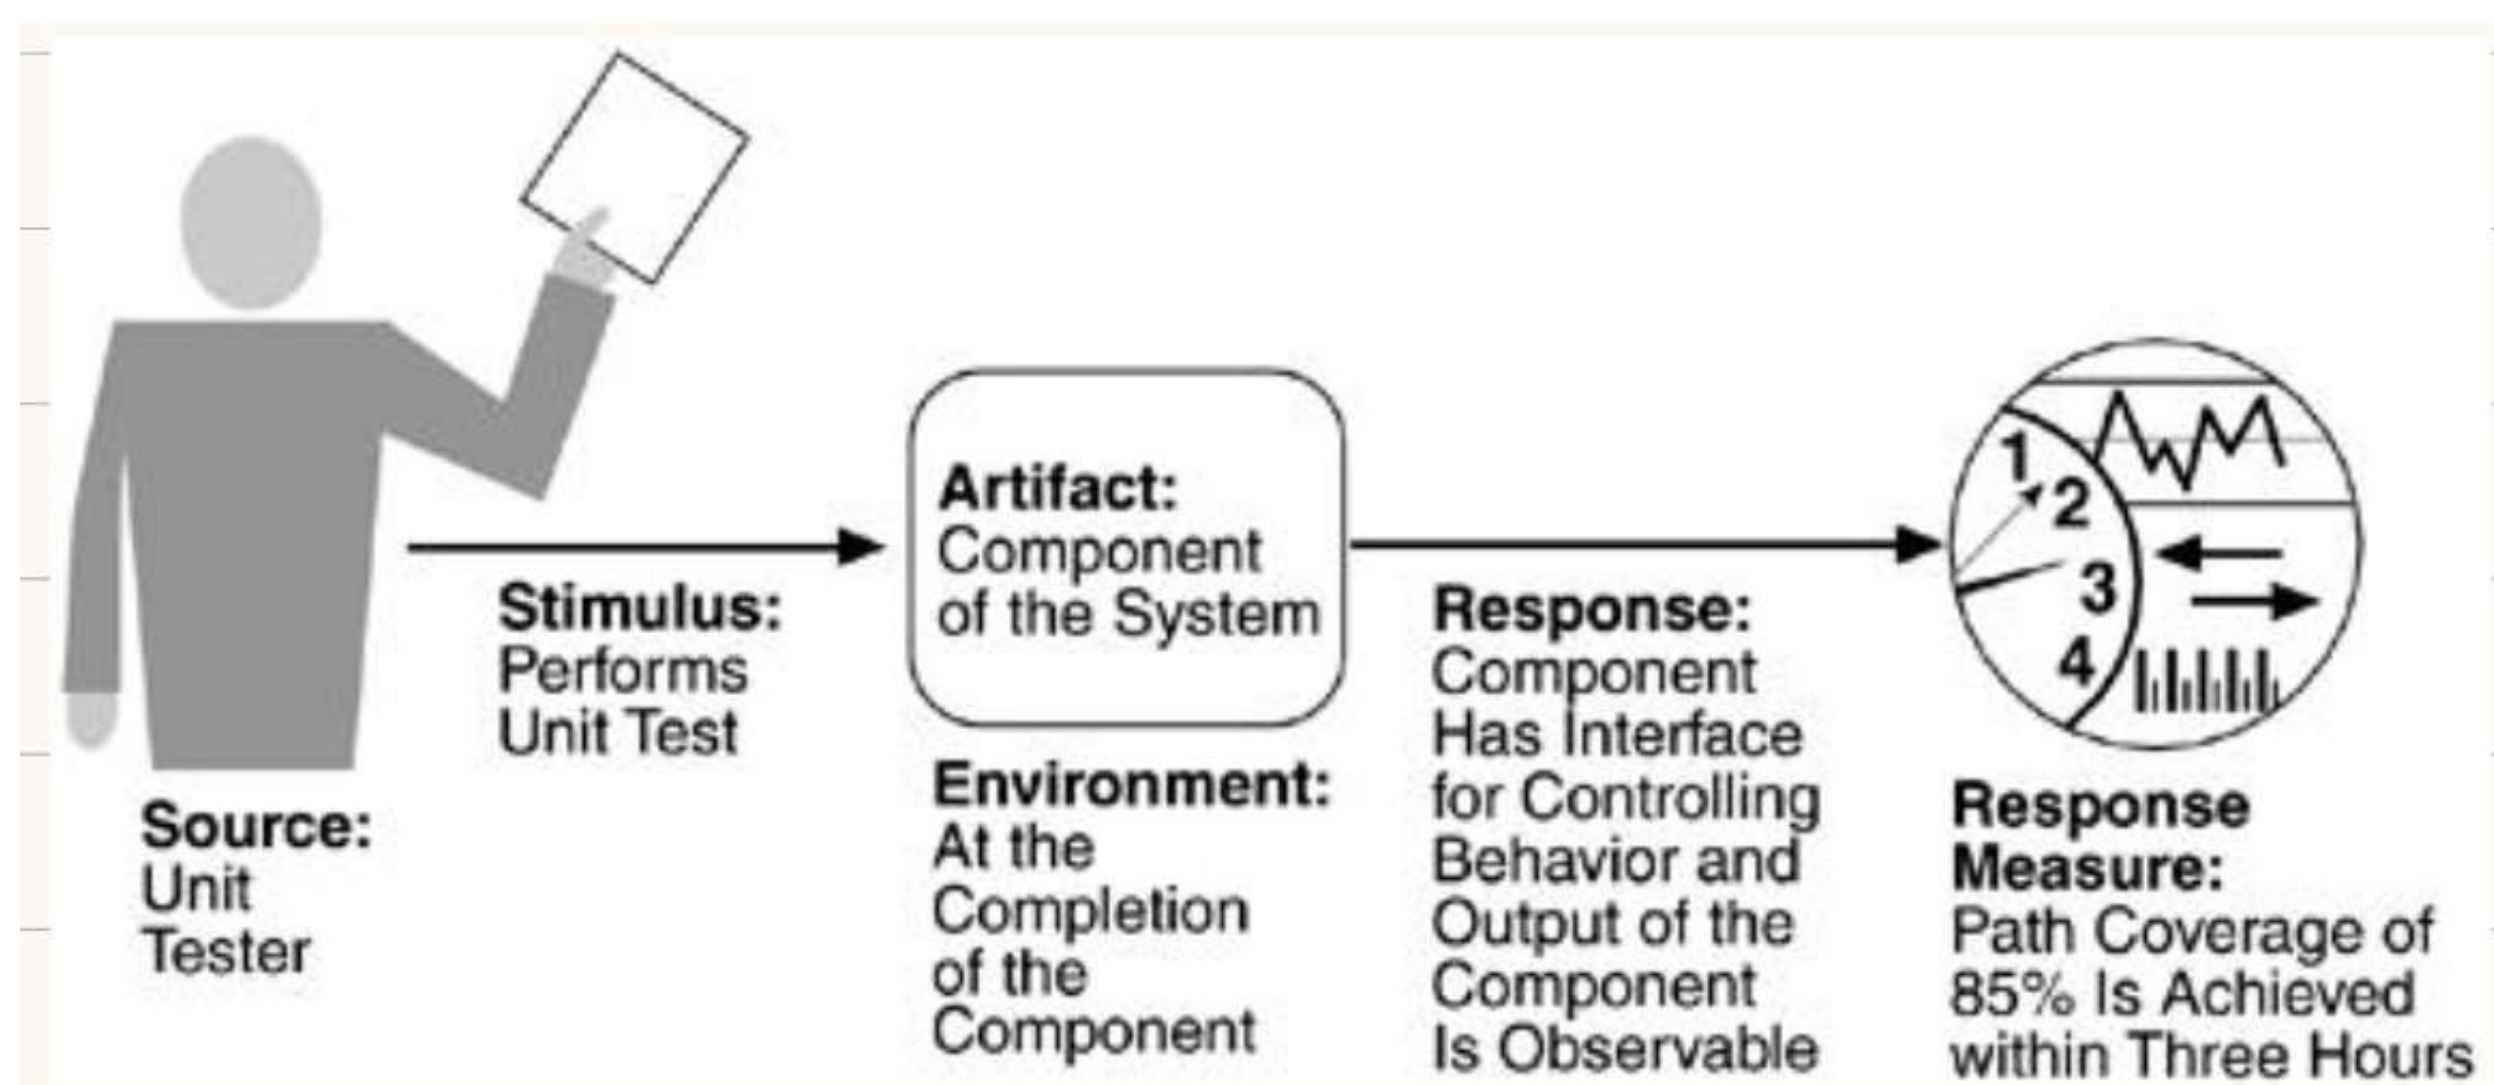 Source:
Unit
Tester
Stimulus:
Performs
Unit Test
Artifact:
Component
of the System
Environment:
At the
Completion
of the
Component
Response:
Component
Has Interface
for Controlling
Behavior and
Output of the
Component
Is Observable
1
2
3
4
Response
Measure:
Path Coverage of
85% Is Achieved
within Three Hours